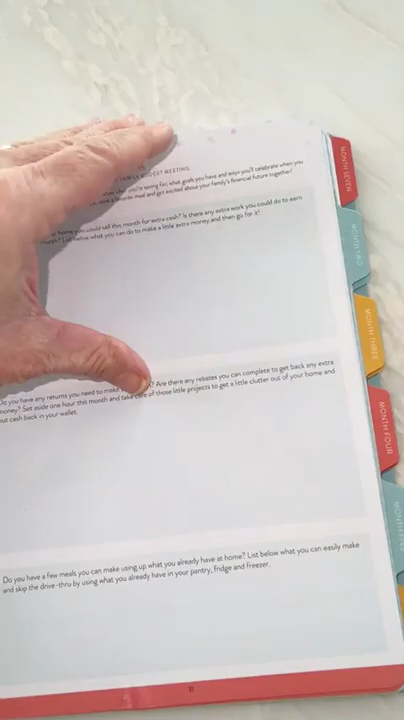 FAMILY BUDGET MEETING
what you're saving for, what goals you have and ways you'll celebrate when you
cook a favorite meal and get excited about your family's financial future together!
home you could sell this month for extra cash? Is there any extra work you could do to earn
List below what you can do to make a little extra money and then go for it!
Do you have any returns you need to make Are there any rebates you can complete to get back any extra
money? Set aside one hour this month and take care of those little projects to get a little clutter out of your home and
put cash back in your wallet.
Do you have a few meals you can make using up what you already have at home? List below what you can easily make
and skip the drive-thru by using what you already have in your pantry, fridge and freezer.
11
MONTH SEVEN
MONTH TWO
MONTH THREE
MONTH FOUR
MONTH